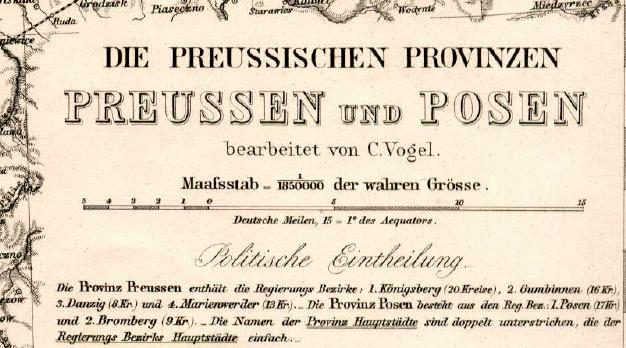 Grodzisk
Piaseczno
Starawies
Wodynie
Miedzyrzec
Ruda
DIE PREUSSISCHEN PROVINZEN
PREUSSEN UND POSEN
bearbeitet von C. Vogel.
Maaſsstab = 1/1850000 der wahren Grösse.
5 4 3 2 1 0 5 10 15
Deutsche Meilen, 15 = 1° des Aequators.
Politische Eintheilung.
Die Provinz Preussen enthält die Regierungs Bezirke: 1. Königsberg (20 Kreise), 2. Gumbinnen (16 Kr),
3. Danzig (8 Kr.) und 4. Marienwerder (13 Kr.). _ Die Provinz Posen besteht aus den Reg. Bez.: 1. Posen (17 Kr)
und 2. Bromberg (9 Kr.). _ Die Namen der Provinz Hauptstädte sind doppelt unterstrichen, die der
Regierungs Bezirks Hauptstädte einfach. _